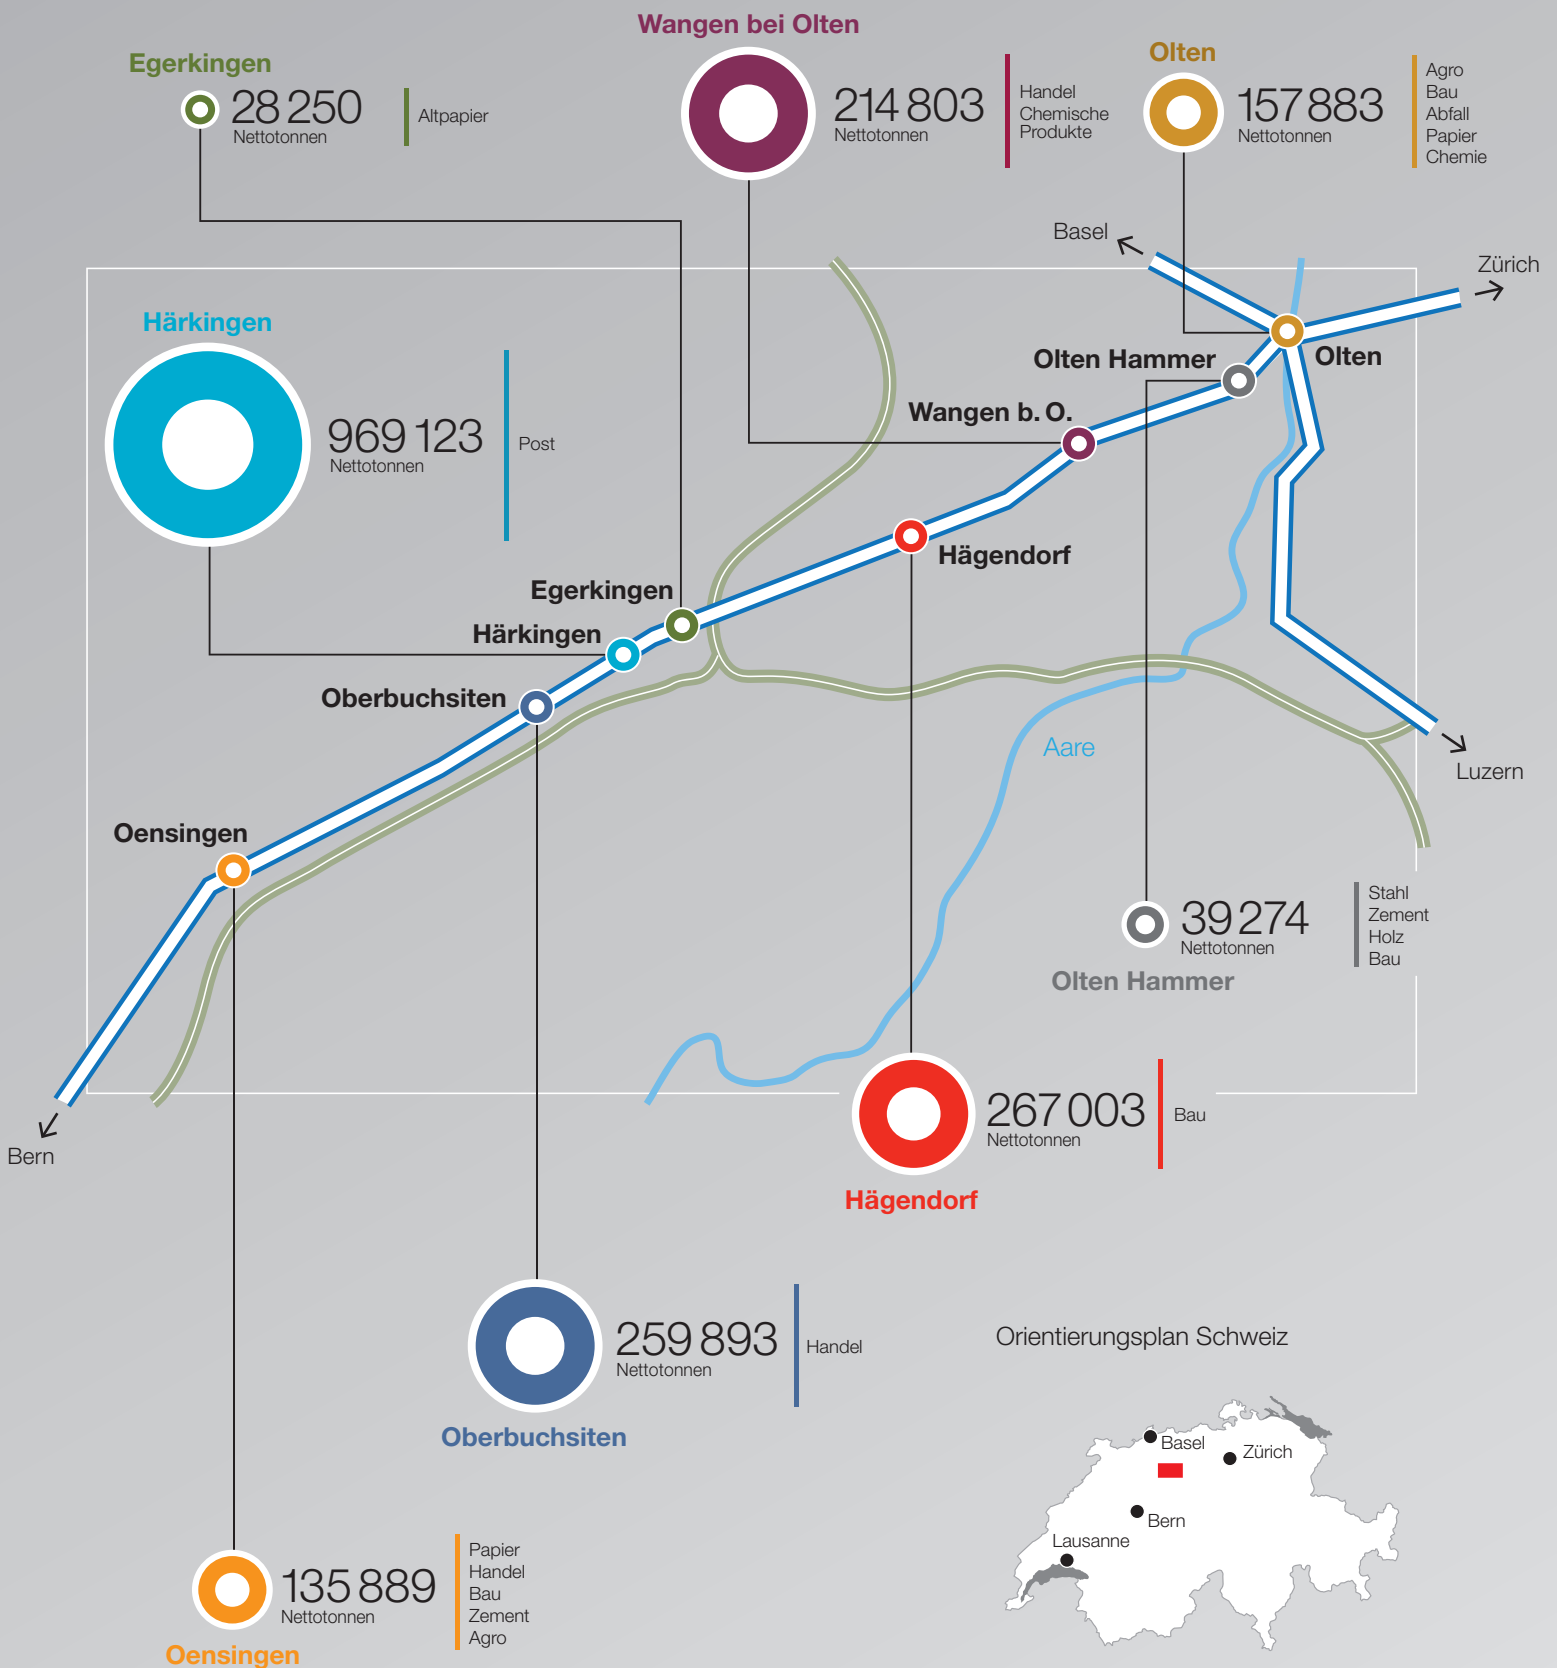 Wangen bei Olten
214 803
Nettotonnen
Handel
Chemische
Produkte
Egerkingen
28 250
Nettotonnen
Altpapier
Olten
157 883
Nettotonnen
Agro
Bau
Abfall
Papier
Chemie
Basel
Zürich
Härkingen
969 123
Nettotonnen
Post
Olten Hammer
Olten
Wangen b. O.
Hägendorf
Egerkingen
Härkingen
Oberbuchsiten
Aare
Luzern
Oensingen
39 274
Nettotonnen
Stahl
Zement
Holz
Bau
Olten Hammer
Bern
267 003
Nettotonnen
Bau
Hägendorf
259 893
Nettotonnen
Handel
Oberbuchsiten
Orientierungsplan Schweiz
Basel
Zürich
Bern
Lausanne
135 889
Nettotonnen
Papier
Handel
Bau
Zement
Agro
Oensingen